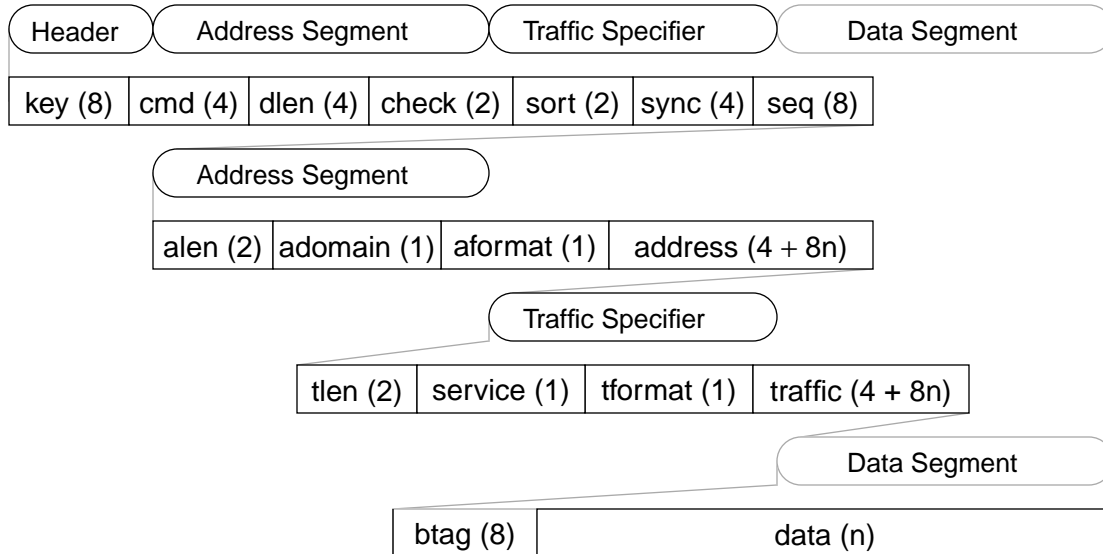 Header Address Segment Traffic Specifier Data Segment
key (8) cmd (4) dlen (4) check (2) sort (2) sync (4) seq (8)
Address Segment
alen (2) adomain (1) aformat (1) address (4 + 8n)
Traffic Specifier
tlen (2) service (1) tformat (1) traffic (4 + 8n)
Data Segment
btag (8) data (n)